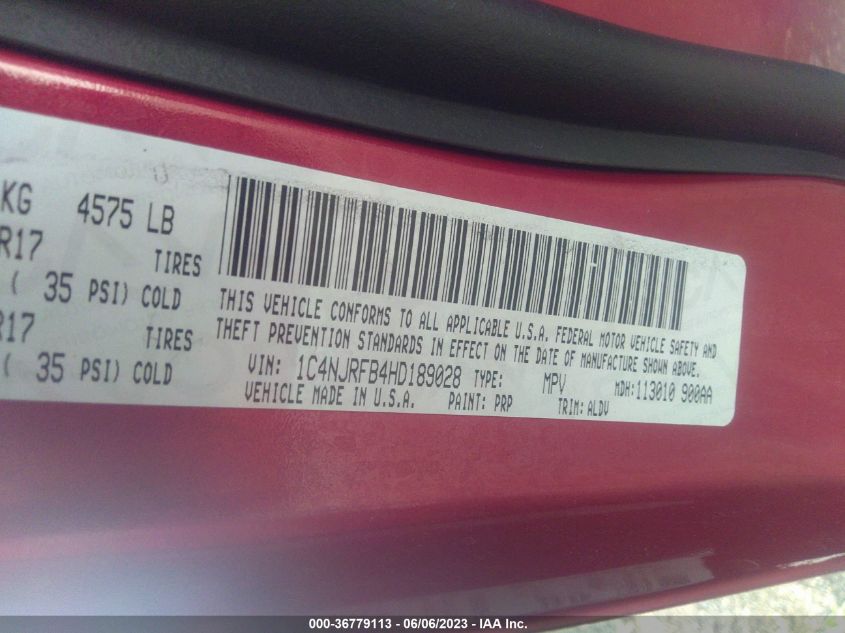 KG 4575 LB
R17 TIRES
( 35 PSI) COLD
R17 TIRES
( 35 PSI) COLD
THIS VEHICLE CONFORMS TO ALL APPLICABLE U.S.A. FEDERAL MOTOR VEHICLE SAFETY AND
THEFT PREVENTION STANDARDS IN EFFECT ON THE DATE OF MANUFACTURE SHOWN ABOVE.
VIN: 1C4NJRFB4HD189028 TYPE: MPV MDH:113010 900AA
VEHICLE MADE IN U.S.A. PAINT: PRP TRIM: ALDV
000-36779113 - 06/06/2023 - IAA Inc.